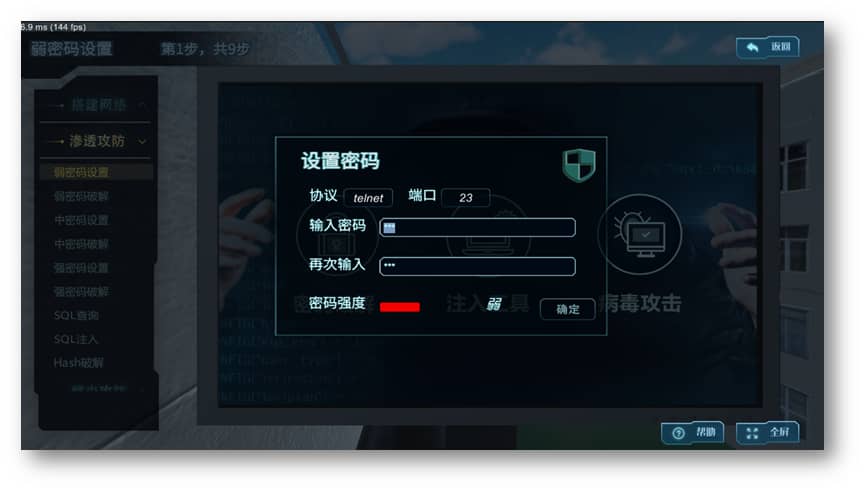 6.9 ms (144 fps)
弱密码设置 第1步，共9步
返回
搭建网络
渗透攻防
弱密码设置
弱密码破解
中密码设置
中密码破解
强密码设置
强密码破解
SQL查询
SQL注入
Hash破解
设置密码
协议 telnet 端口 23
输入密码 ***
再次输入 ***
密码强度 弱 确定
注入工具
病毒攻击
帮助
全屏